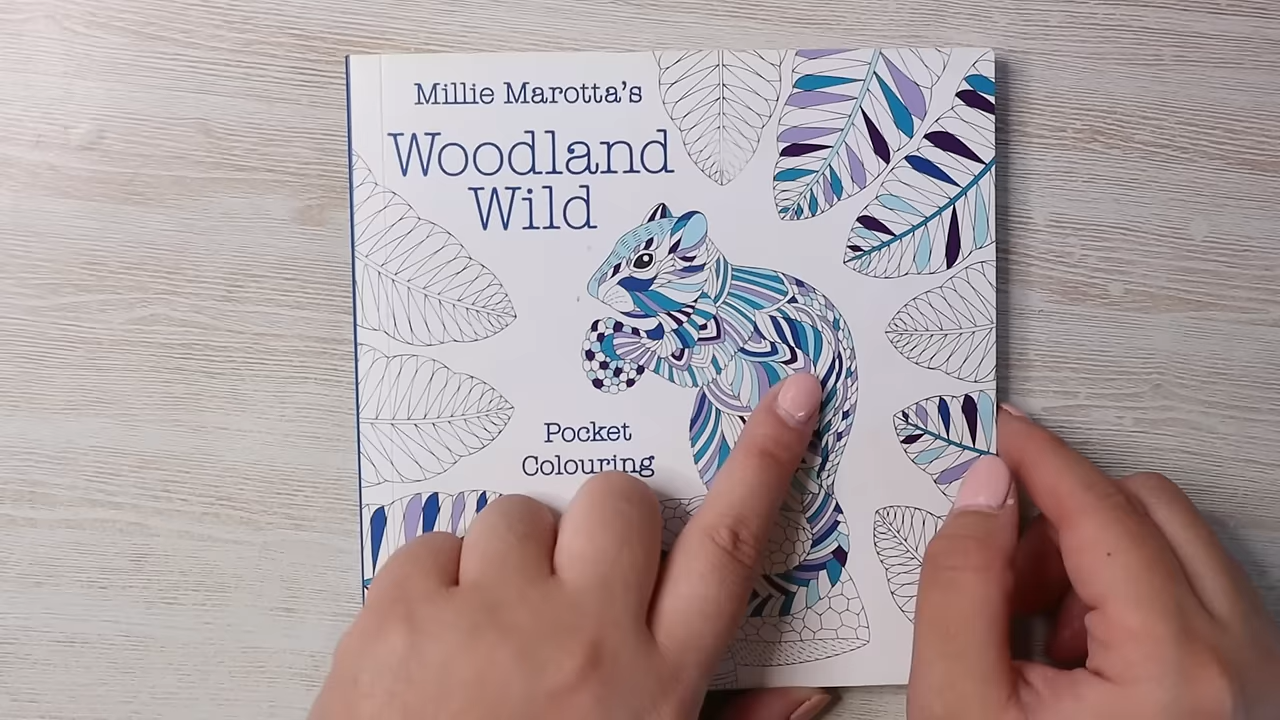 Millie Marotta's
Woodland
Wild
Pocket
Colouring